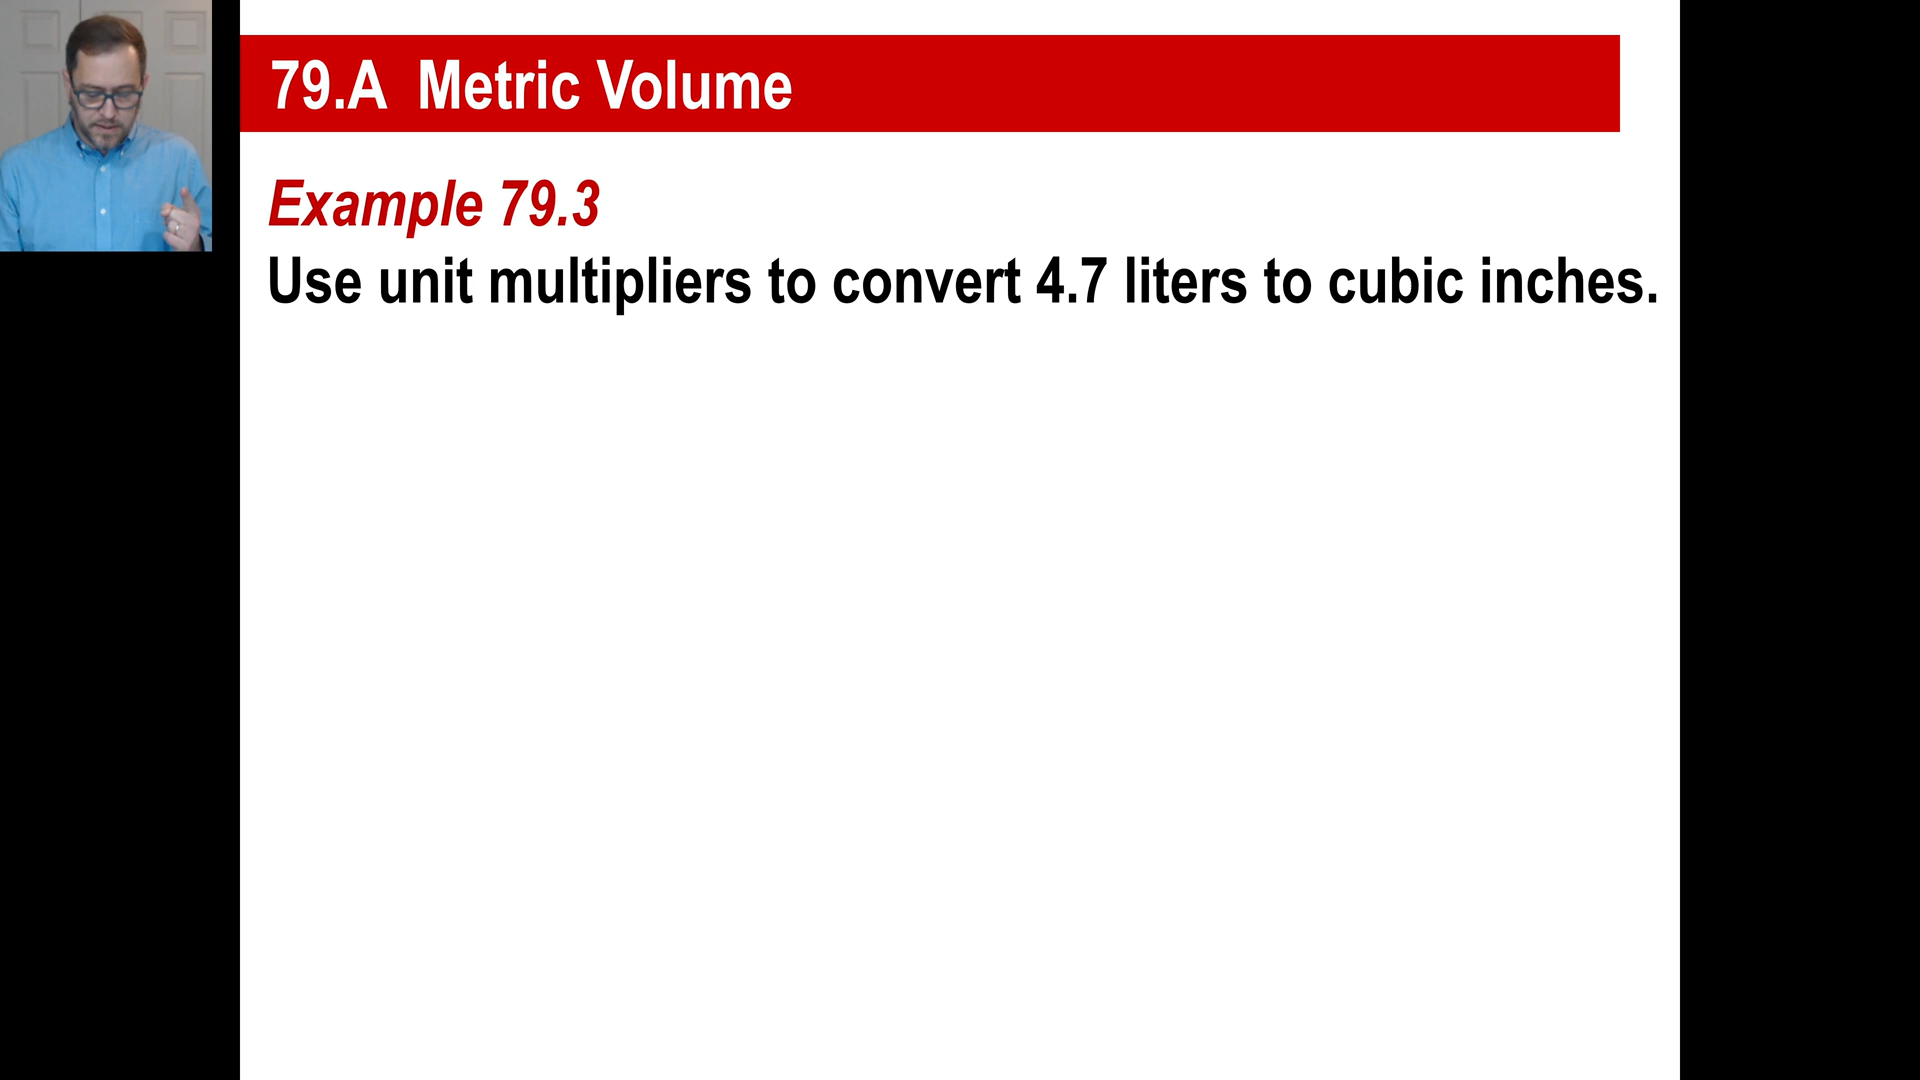 79.A  Metric Volume
Example 79.3
Use unit multipliers to convert 4.7 liters to cubic inches.